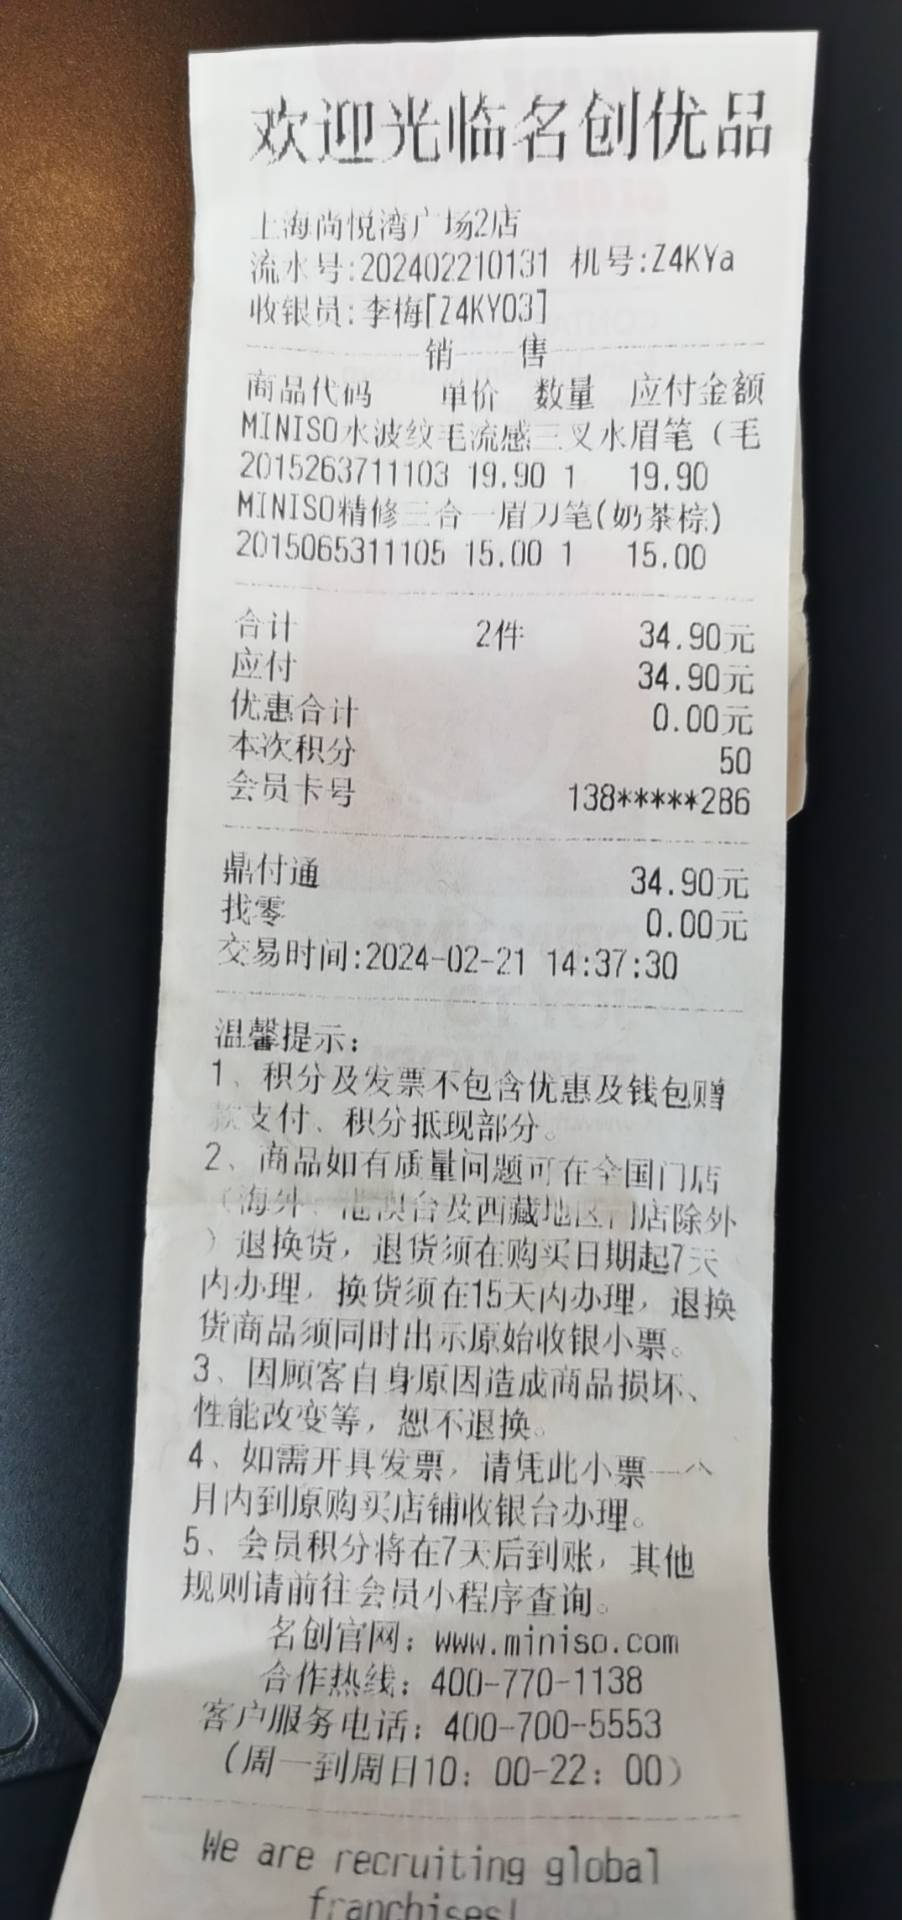 欢迎光临名创优品
上海尚悦湾广场2店
流水号:202402210131 机号:Z4KYa
收银员:李梅[Z4KY03]
销 售
商品代码 单价 数量 应付金额
MINISO水波纹毛流感三叉水眉笔（毛
2015263711103 19.90 1 19.90
MINISO精修三合一眉刀笔(奶茶棕)
2015065311105 15.00 1 15.00
合计 2件 34.90元
应付 34.90元
优惠合计 0.00元
本次积分 50
会员卡号 138*****286
鼎付通 34.90元
找零 0.00元
交易时间:2024-02-21 14:37:30
温馨提示：
1、积分及发票不包含优惠及钱包赠
款支付、积分抵现部分。
2、商品如有质量问题可在全国门店
（海外、港澳台及西藏地区门店除外
）退换货，退货须在购买日期起7天
内办理，换货须在15天内办理，退换
货商品须同时出示原始收银小票。
3、因顾客自身原因造成商品损坏、
性能改变等，恕不退换。
4、如需开具发票，请凭此小票一个
月内到原购买店铺收银台办理。
5、会员积分将在7天后到账，其他
规则请前往会员小程序查询。
名创官网：www.miniso.com
合作热线：400-770-1138
客户服务电话：400-700-5553
（周一到周日10：00-22：00）
We are recruiting global
franchises!